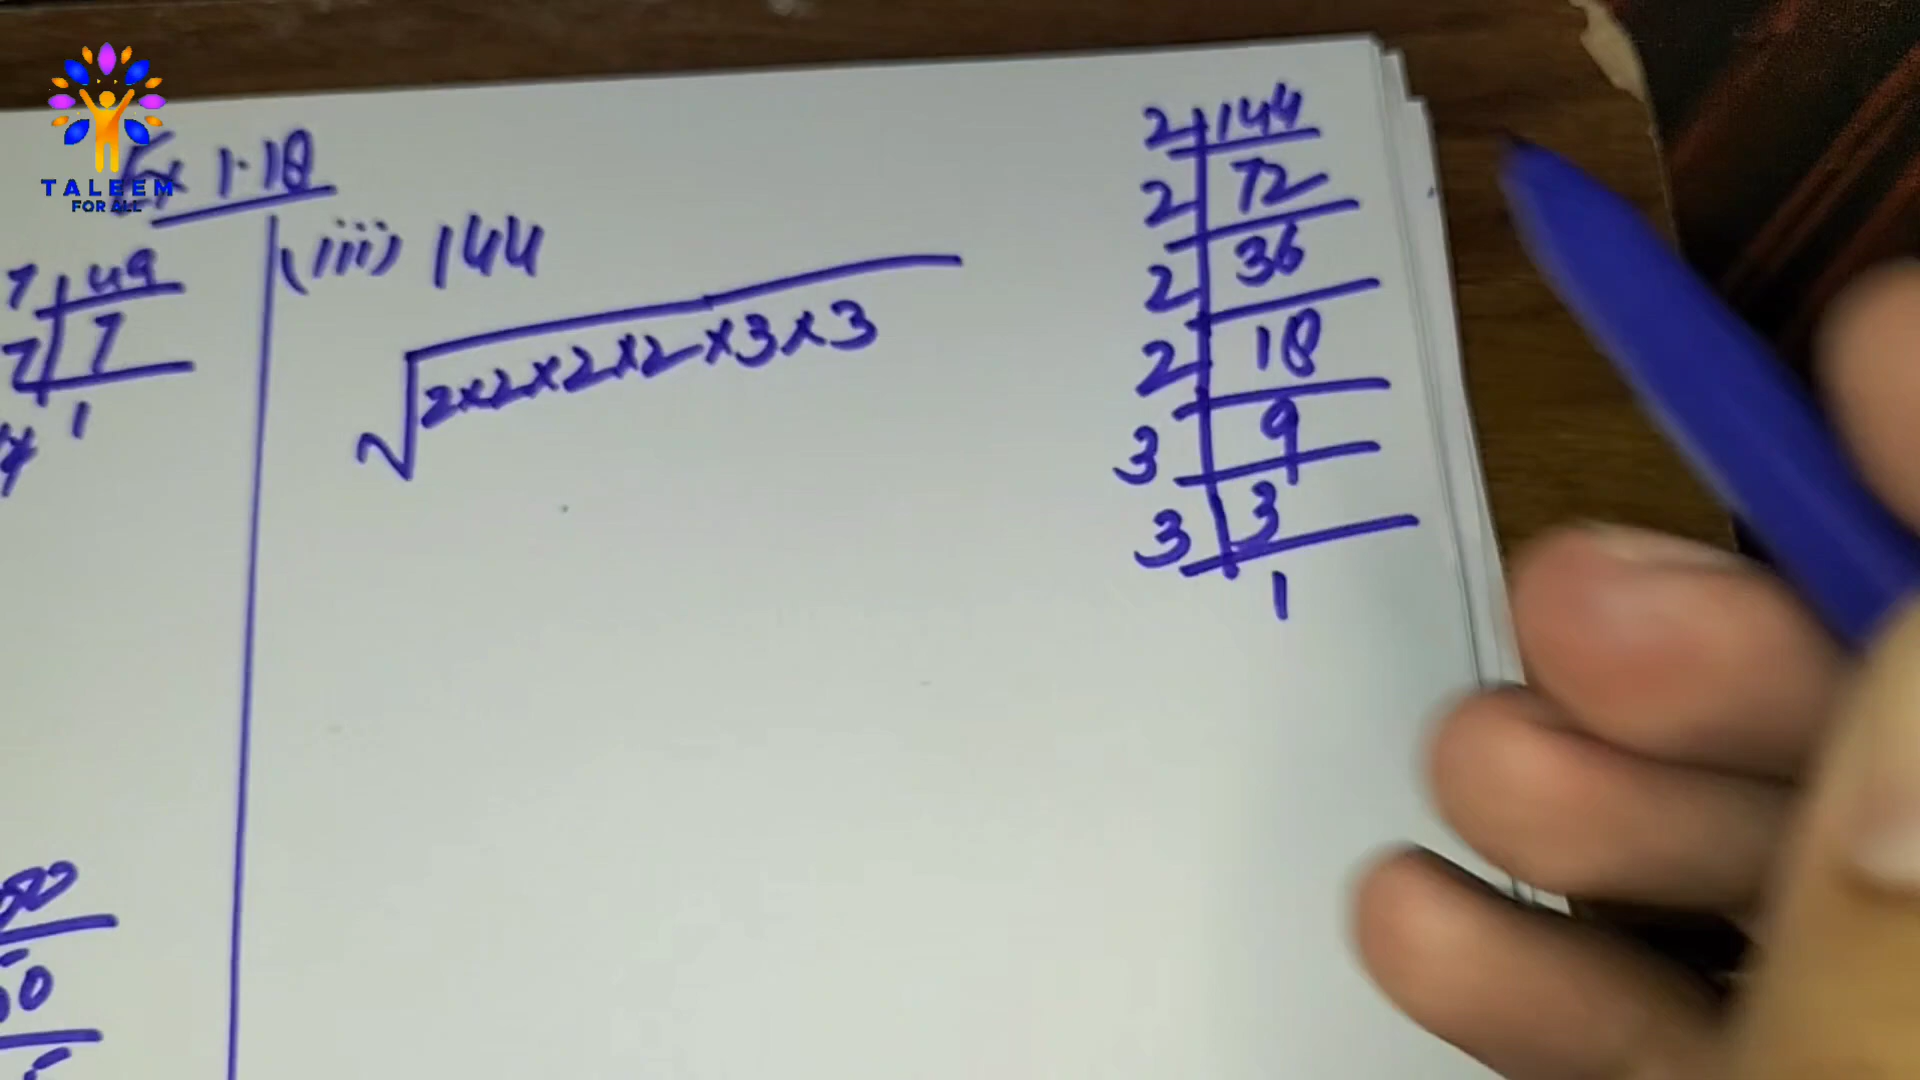 TALEEM
FOR ALL
Ex 1.18
7 49
7 7
1
(iii) 144
√2×2×2×2×3×3
2 144
2 72
2 36
2 18
3 9
3 3
1